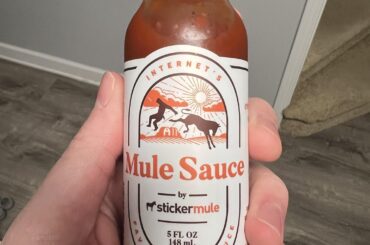 INTERNET'S
Mule Sauce
by
stickermule
5 FL OZ
148 mL